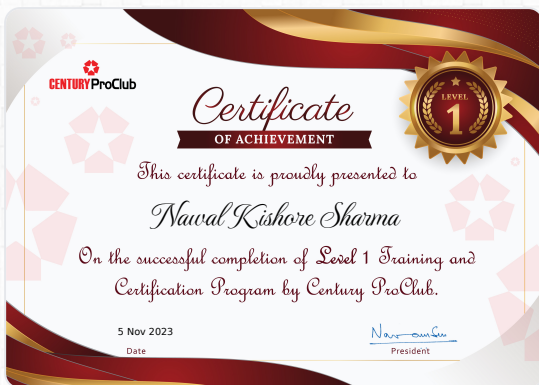 CENTURY ProClub
Certificate
OF ACHIEVEMENT
LEVEL
1
This certificate is proudly presented to
Nawal Kishore Sharma
On the successful completion of Level 1 Training and
Certification Program by Century ProClub.
5 Nov 2023
Date
President